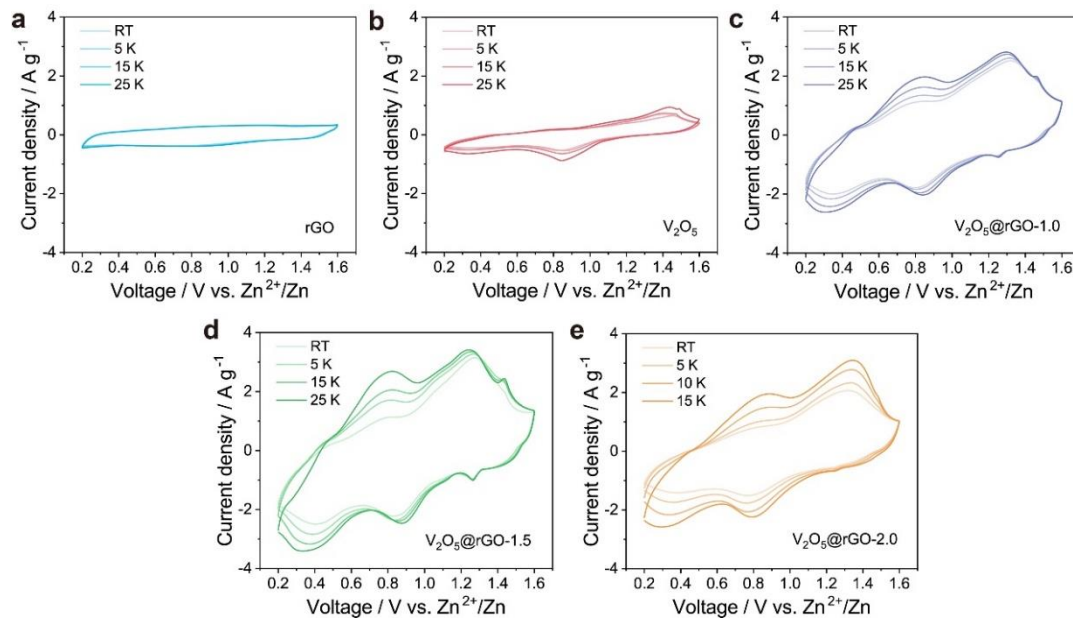 a
4
2
0
-2
-4
Current density / A g⁻¹
RT
5 K
15 K
25 K
rGO
0.2 0.4 0.6 0.8 1.0 1.2 1.4 1.6
Voltage / V vs. Zn²⁺/Zn
b
4
2
0
-2
-4
Current density / A g⁻¹
RT
5 K
15 K
25 K
V₂O₅
0.2 0.4 0.6 0.8 1.0 1.2 1.4 1.6
Voltage / V vs. Zn²⁺/Zn
c
4
2
0
-2
-4
Current density / A g⁻¹
RT
5 K
15 K
25 K
V₂O₅@rGO-1.0
0.2 0.4 0.6 0.8 1.0 1.2 1.4 1.6
Voltage / V vs. Zn²⁺/Zn
d
4
2
0
-2
-4
Current density / A g⁻¹
RT
5 K
15 K
25 K
V₂O₅@rGO-1.5
0.2 0.4 0.6 0.8 1.0 1.2 1.4 1.6
Voltage / V vs. Zn²⁺/Zn
e
4
2
0
-2
-4
Current density / A g⁻¹
RT
5 K
10 K
15 K
V₂O₅@rGO-2.0
0.2 0.4 0.6 0.8 1.0 1.2 1.4 1.6
Voltage / V vs. Zn²⁺/Zn